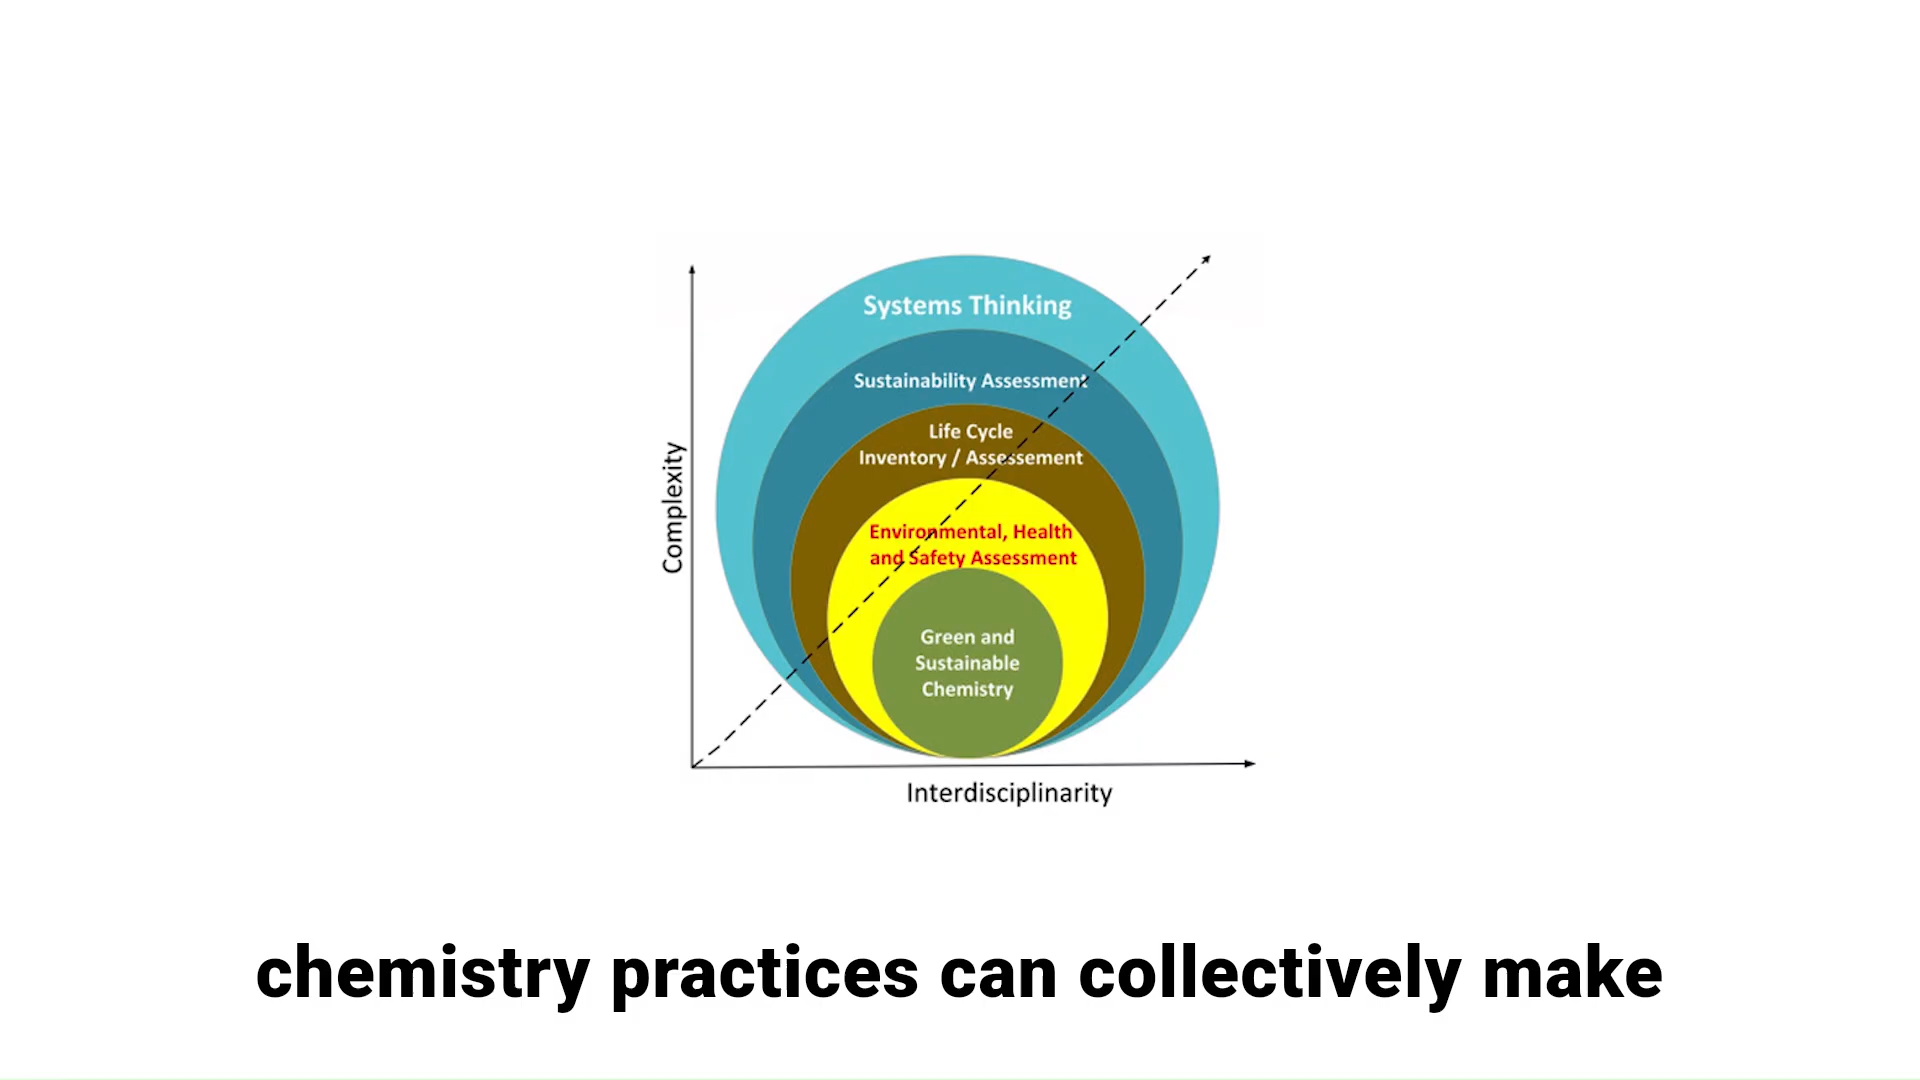 Systems Thinking
Sustainability Assessment
Life Cycle
Inventory / Assessement
Environmental, Health
and Safety Assessment
Green and
Sustainable
Chemistry
Complexity
Interdisciplinarity
chemistry practices can collectively make